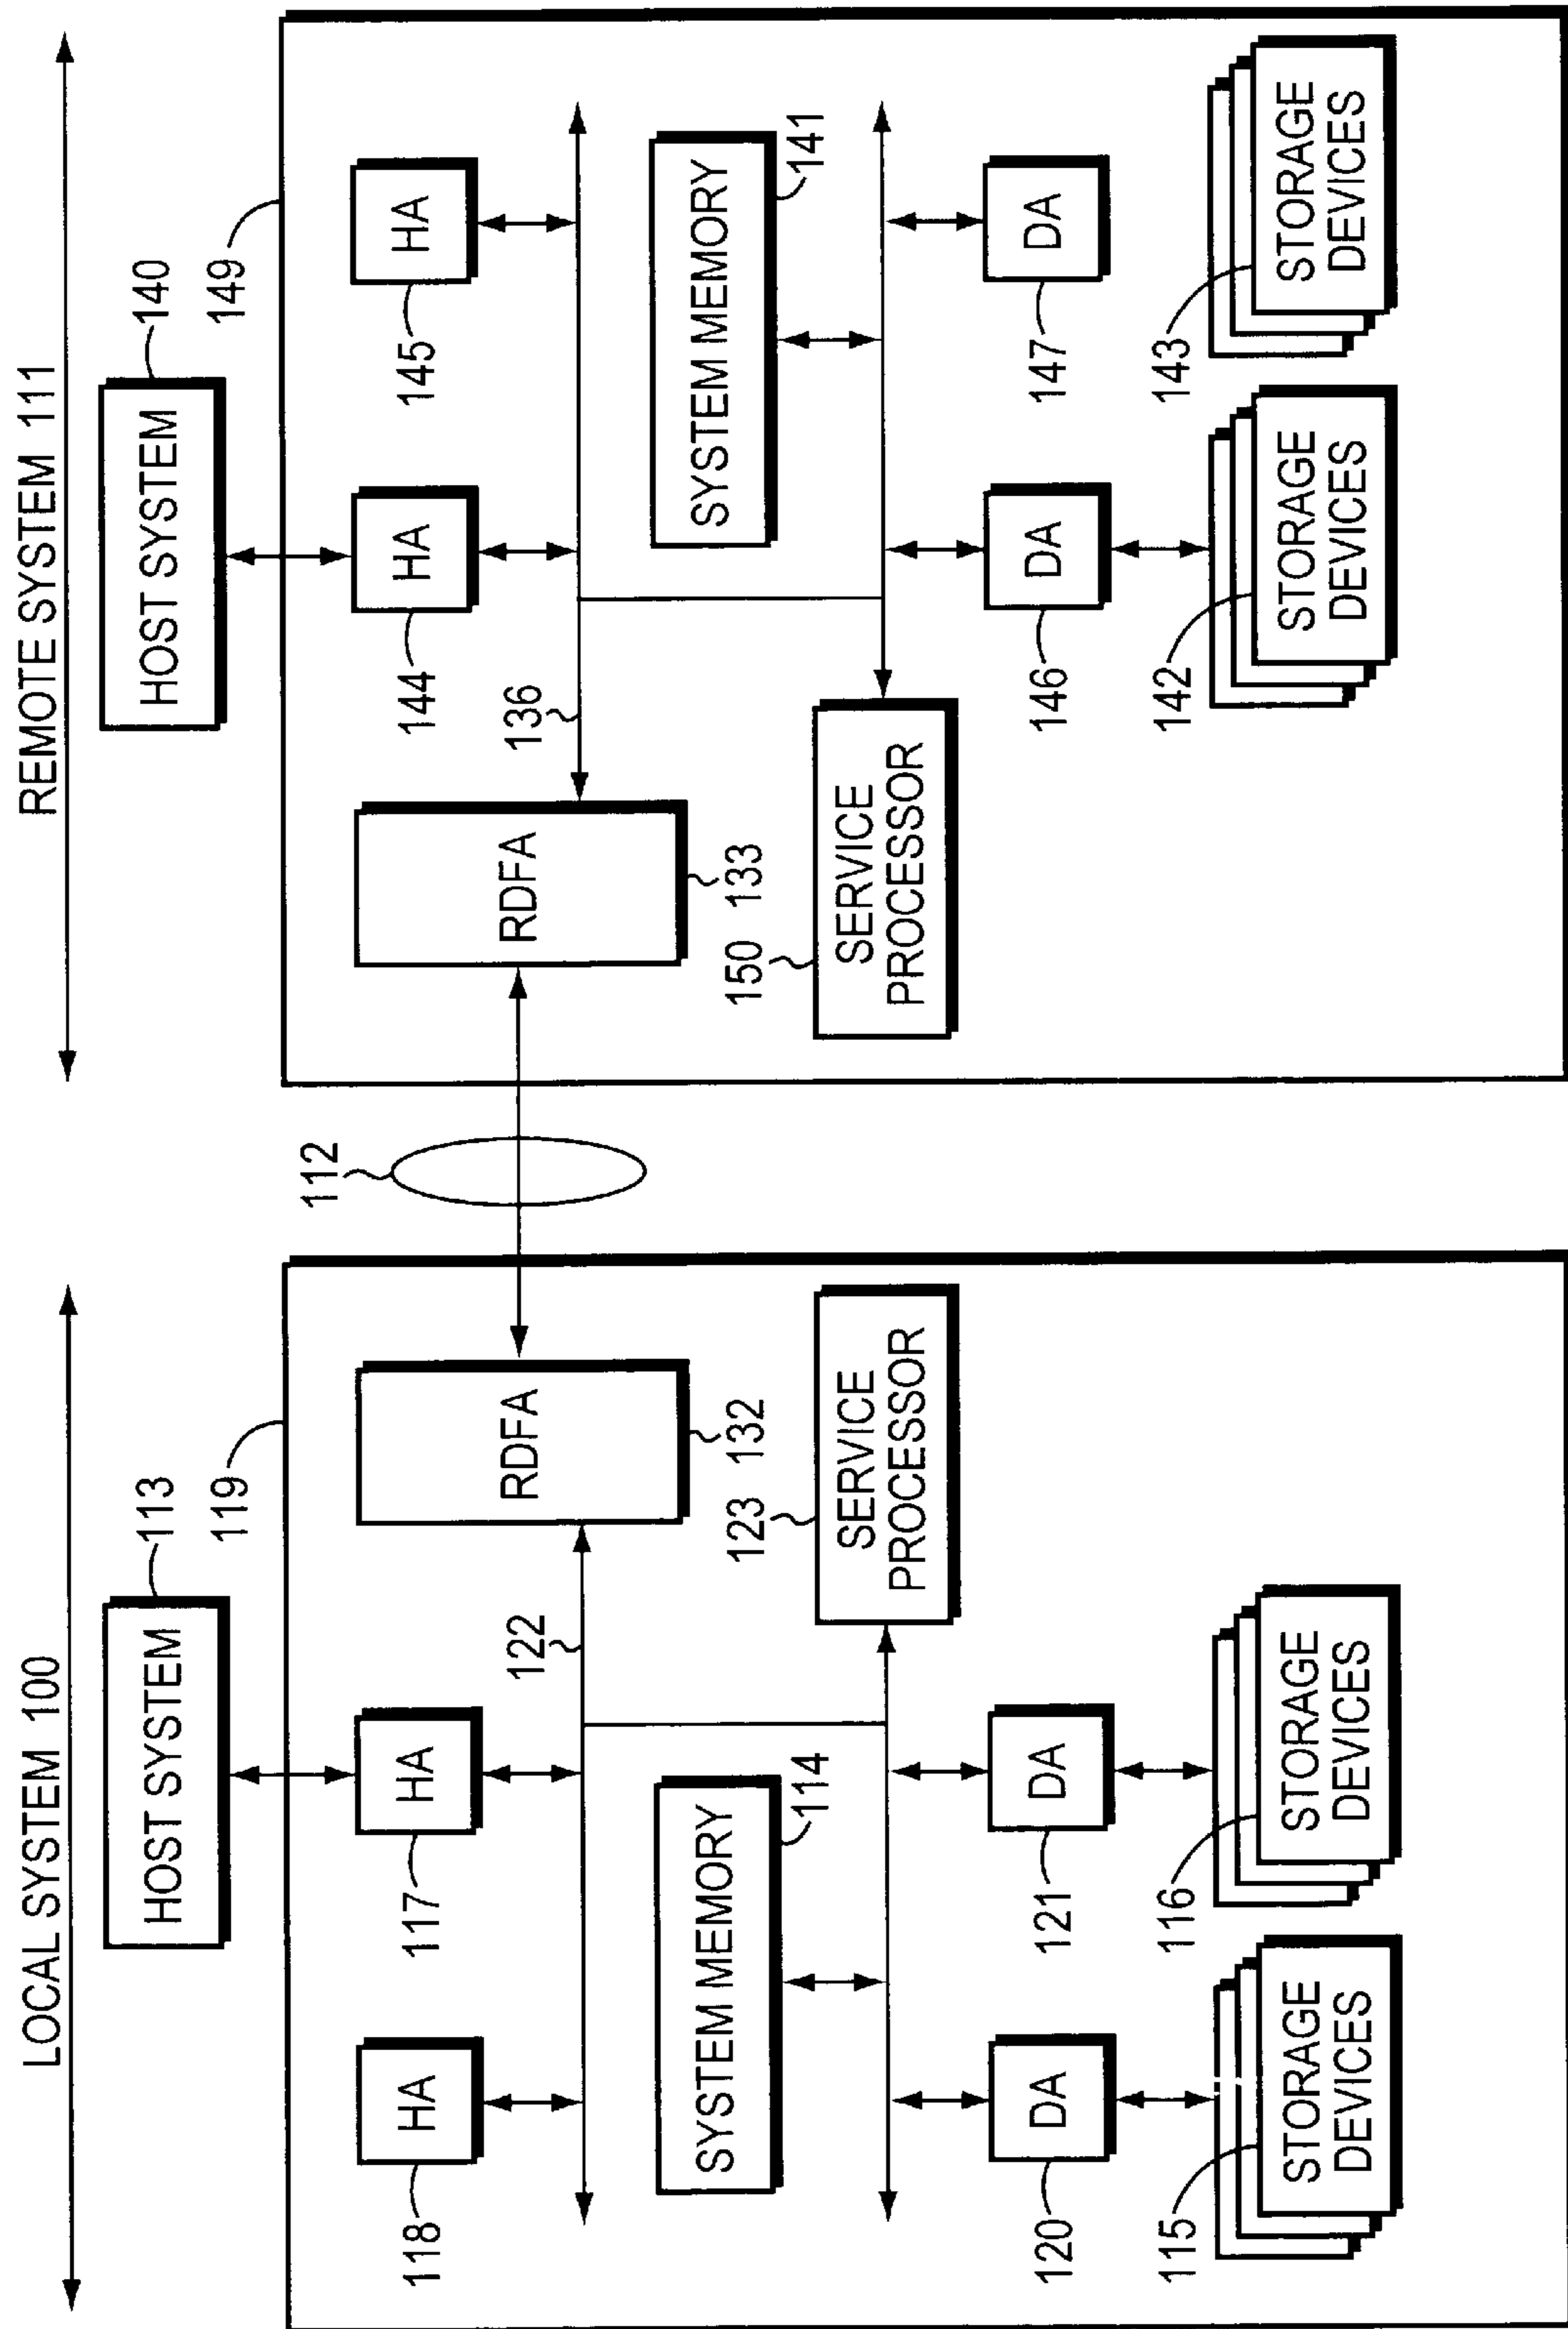 LOCAL SYSTEM 100
HOST SYSTEM
113
119
HA
118
HA
117
122
RDFA
132
SYSTEM MEMORY
114
123
SERVICE
PROCESSOR
DA
120
DA
121
115
STORAGE
DEVICES
116
STORAGE
DEVICES
112
REMOTE SYSTEM 111
HOST SYSTEM
140
149
RDFA
133
136
HA
144
HA
145
150
SERVICE
PROCESSOR
SYSTEM MEMORY
141
DA
146
DA
147
142
STORAGE
DEVICES
143
STORAGE
DEVICES